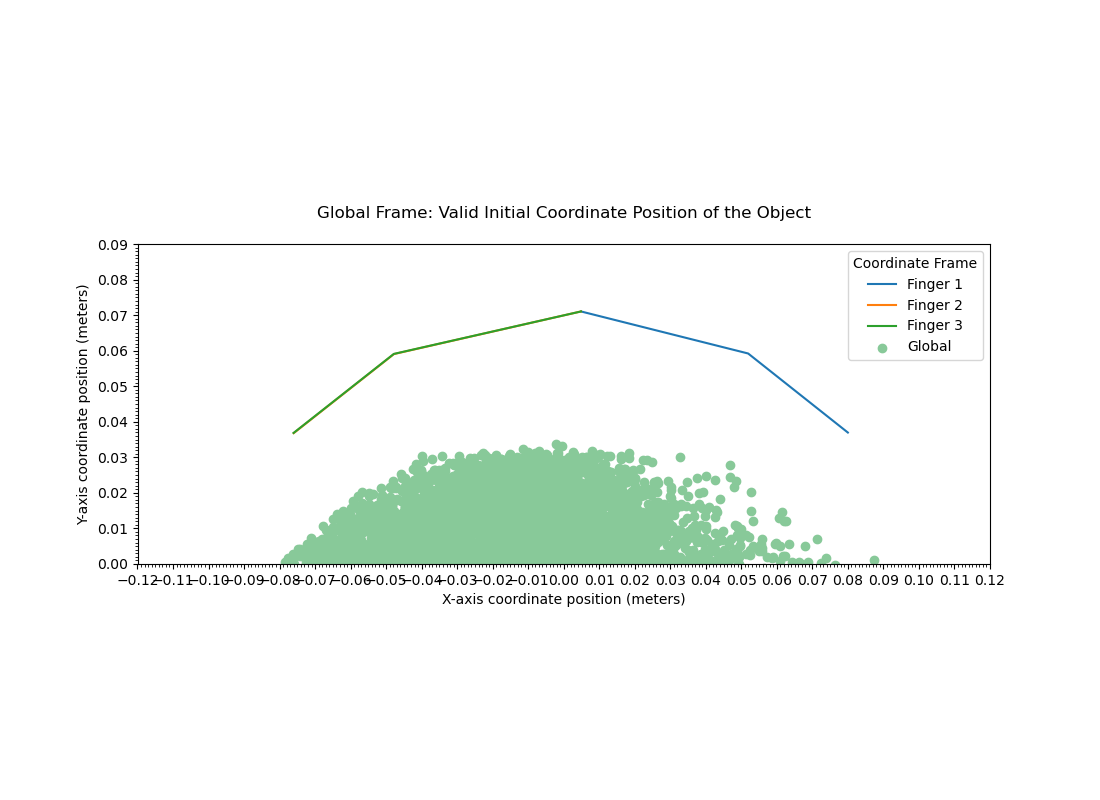 Global Frame: Valid Initial Coordinate Position of the Object
0.09
0.08
0.07
0.06
0.05
0.04
0.03
0.02
0.01
0.00
Y-axis coordinate position (meters)
Coordinate Frame
Finger 1
Finger 2
Finger 3
Global
−0.12 −0.11 −0.10 −0.09 −0.08 −0.07 −0.06 −0.05 −0.04 −0.03 −0.02 −0.01 0.00 0.01 0.02 0.03 0.04 0.05 0.06 0.07 0.08 0.09 0.10 0.11 0.12
X-axis coordinate position (meters)